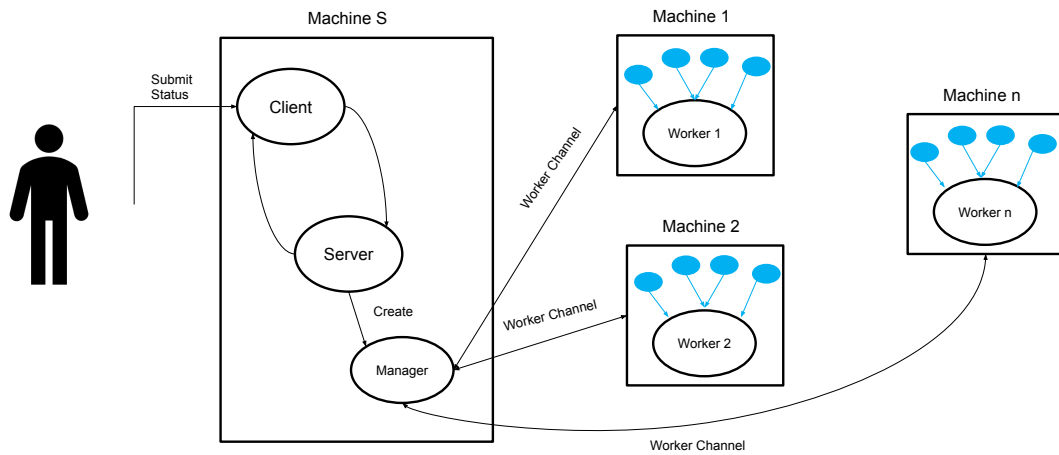 Machine S
Machine 1
Submit
Status
Client
Worker 1
Machine n
Worker Channel
Worker n
Machine 2
Server
Worker Channel
Create
Worker 2
Manager
Worker Channel